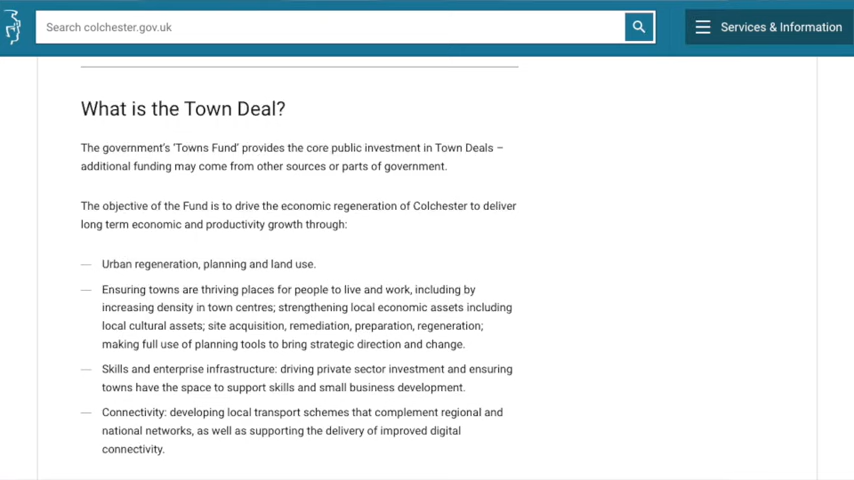 Search colchester.gov.uk
Services & Information
What is the Town Deal?
The government's 'Towns Fund' provides the core public investment in Town Deals –
additional funding may come from other sources or parts of government.
The objective of the Fund is to drive the economic regeneration of Colchester to deliver
long term economic and productivity growth through:
— Urban regeneration, planning and land use.
— Ensuring towns are thriving places for people to live and work, including by
increasing density in town centres; strengthening local economic assets including
local cultural assets; site acquisition, remediation, preparation, regeneration;
making full use of planning tools to bring strategic direction and change.
— Skills and enterprise infrastructure: driving private sector investment and ensuring
towns have the space to support skills and small business development.
— Connectivity: developing local transport schemes that complement regional and
national networks, as well as supporting the delivery of improved digital
connectivity.